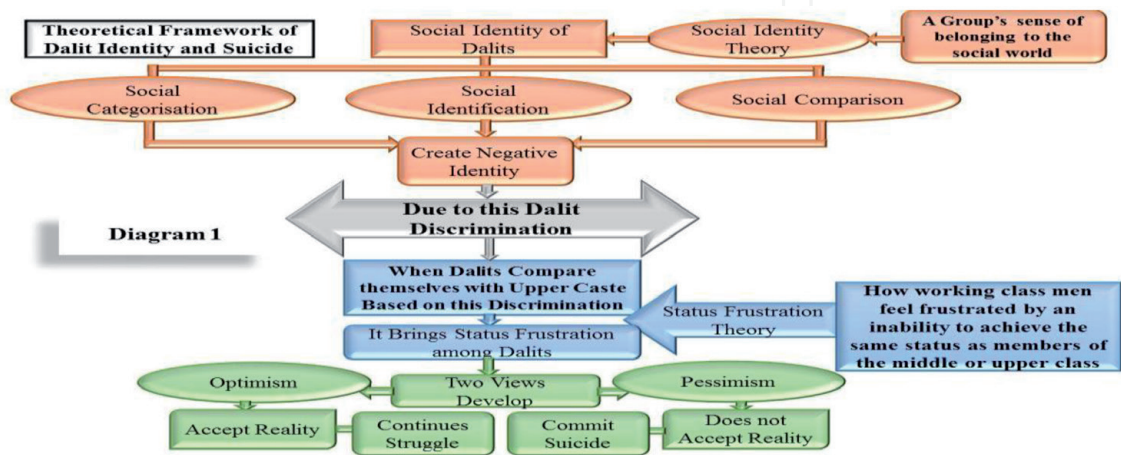 Theoretical Framework of
Dalit Identity and Suicide
Social Identity of
Dalits
Social Identity
Theory
A Group's sense of
belonging to the
social world
Social
Categorisation
Social
Identification
Social Comparison
Create Negative
Identity
Due to this Dalit
Discrimination
Diagram 1
When Dalits Compare
themselves with Upper Caste
Based on this Discrimination
Status Frustration
Theory
How working class men
feel frustrated by an
inability to achieve the
same status as members of
the middle or upper class
It Brings Status Frustration
among Dalits
Optimism
Two Views
Develop
Pessimism
Accept Reality
Continues
Struggle
Commit
Suicide
Does not
Accept Reality